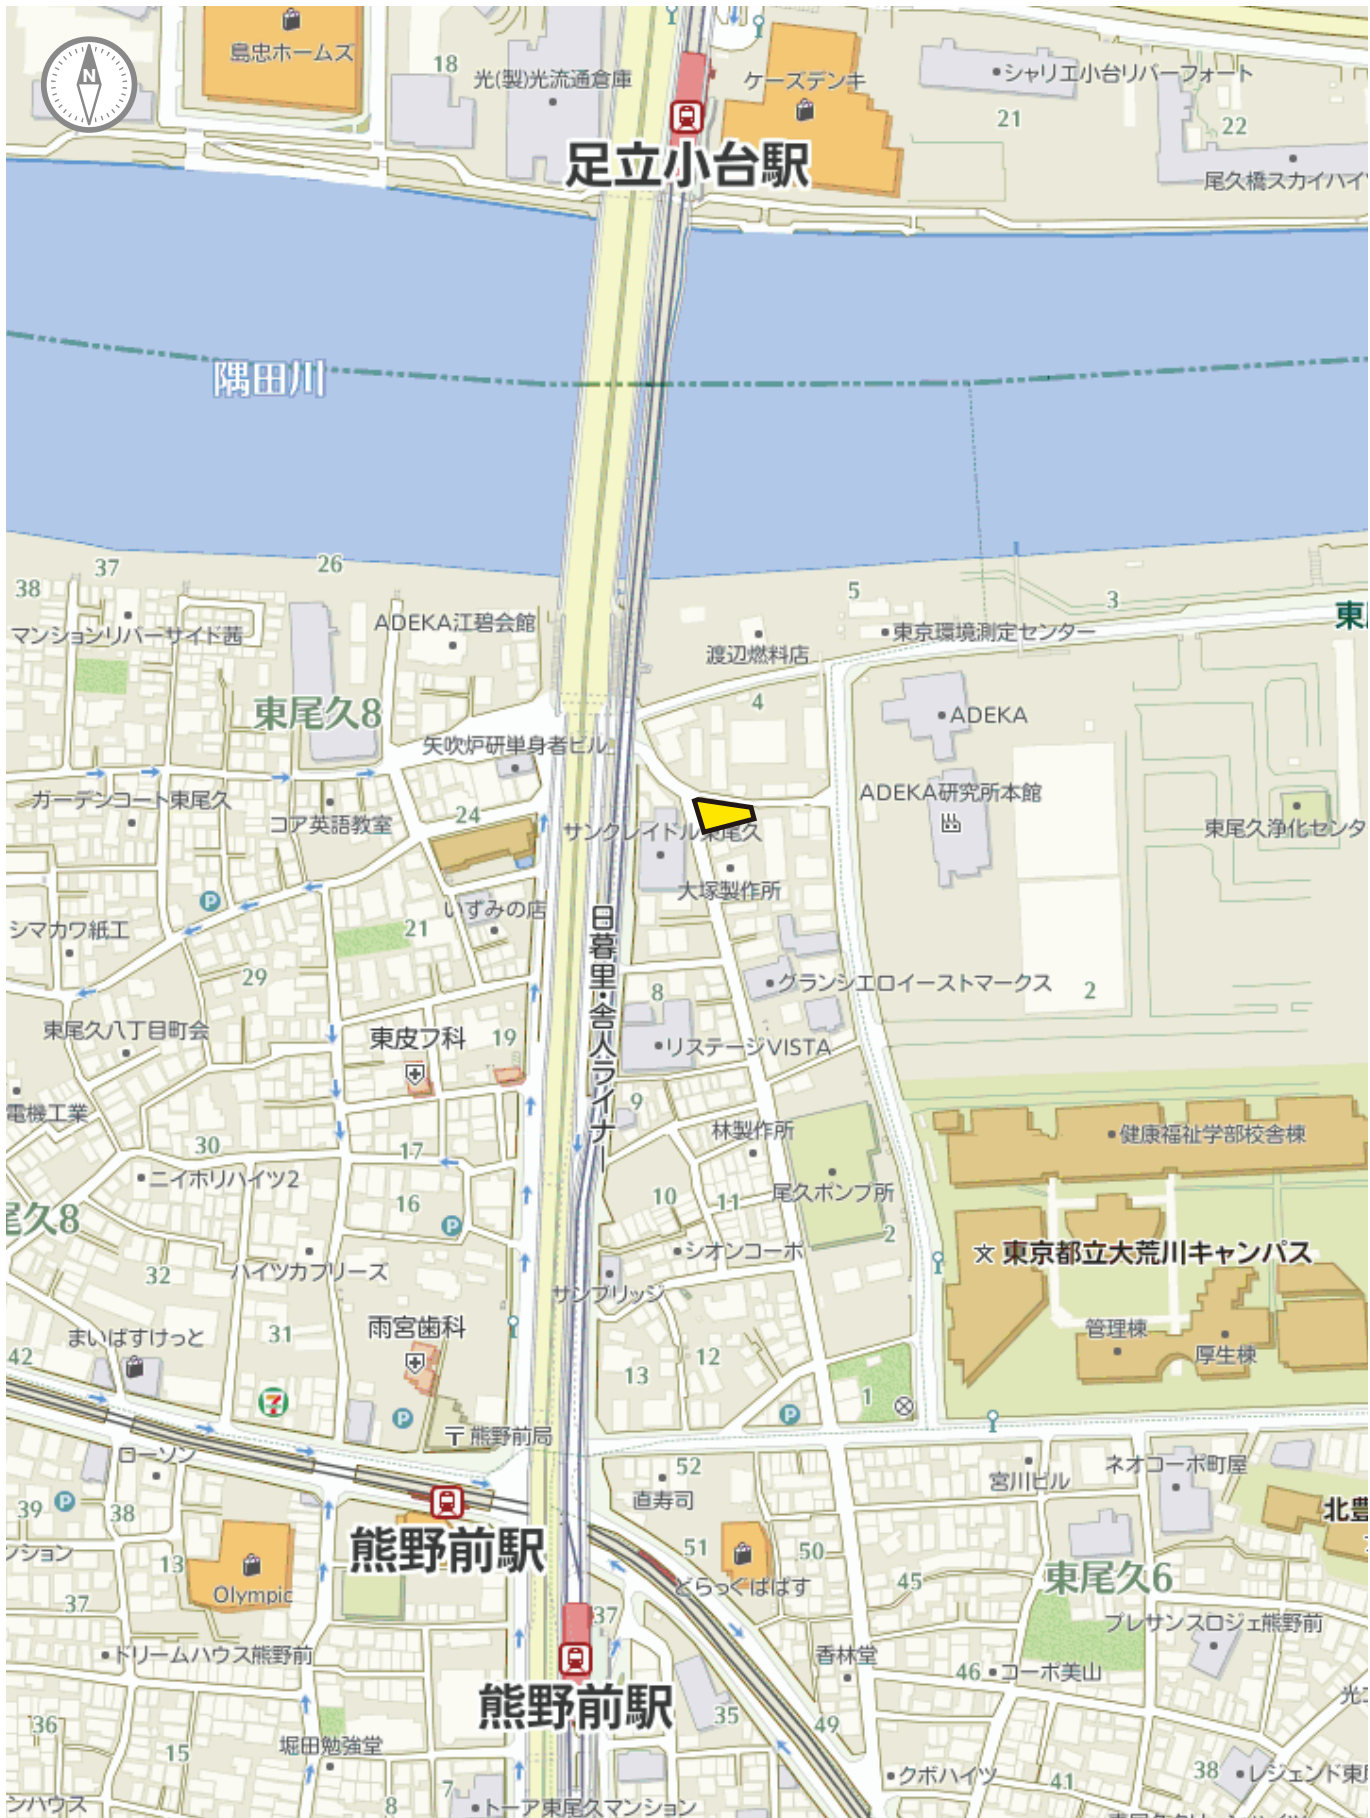 N
島忠ホームズ
18
光(製)光流通倉庫
ケーズデンキ
シャリエ小台リバーフォート
21
22
足立小台駅
尾久橋スカイハイツ
隅田川
38
37
26
5
3
マンションリバーサイド茜
ADEKA江碧会館
東京環境測定センター
渡辺燃料店
4
東尾久8
ADEKA
矢吹炉研単身者ビル
ガーデンコート東尾久
コア英語教室
24
サンクレイドル東尾久
ADEKA研究所本館
東尾久浄化センタ
大塚製作所
P
いずみの店
シマカワ紙工
21
29
日暮里・舎人ライナー
グランシエロイーストマークス
2
8
東尾久八丁目町会
東皮フ科
19
リステージVISTA
電機工業
9
林製作所
健康福祉学部校舎棟
30
17
ニイホリハイツ2
16
P
10
11
尾久ポンプ所
2
尾久8
シオンコーポ
東京都立大荒川キャンパス
32
ハイツカブリーズ
サンブリッジ
31
雨宮歯科
まいばすけっと
管理棟
厚生棟
42
13
12
1
7
P
P
熊野前局
ローソン
52
宮川ビル
ネオコーポ町屋
39
P
38
直寿司
熊野前駅
ンション
13
51
50
45
東尾久6
Olympic
どらっぐぱぱす
37
37
プレサンスロジェ熊野前
ドリームハウス熊野前
香林堂
46
コーポ美山
熊野前駅
36
15
堀田勉強堂
35
49
クボハイツ
41
38
レジェンド東
ンハウス
8
7
トーア東尾久マンション